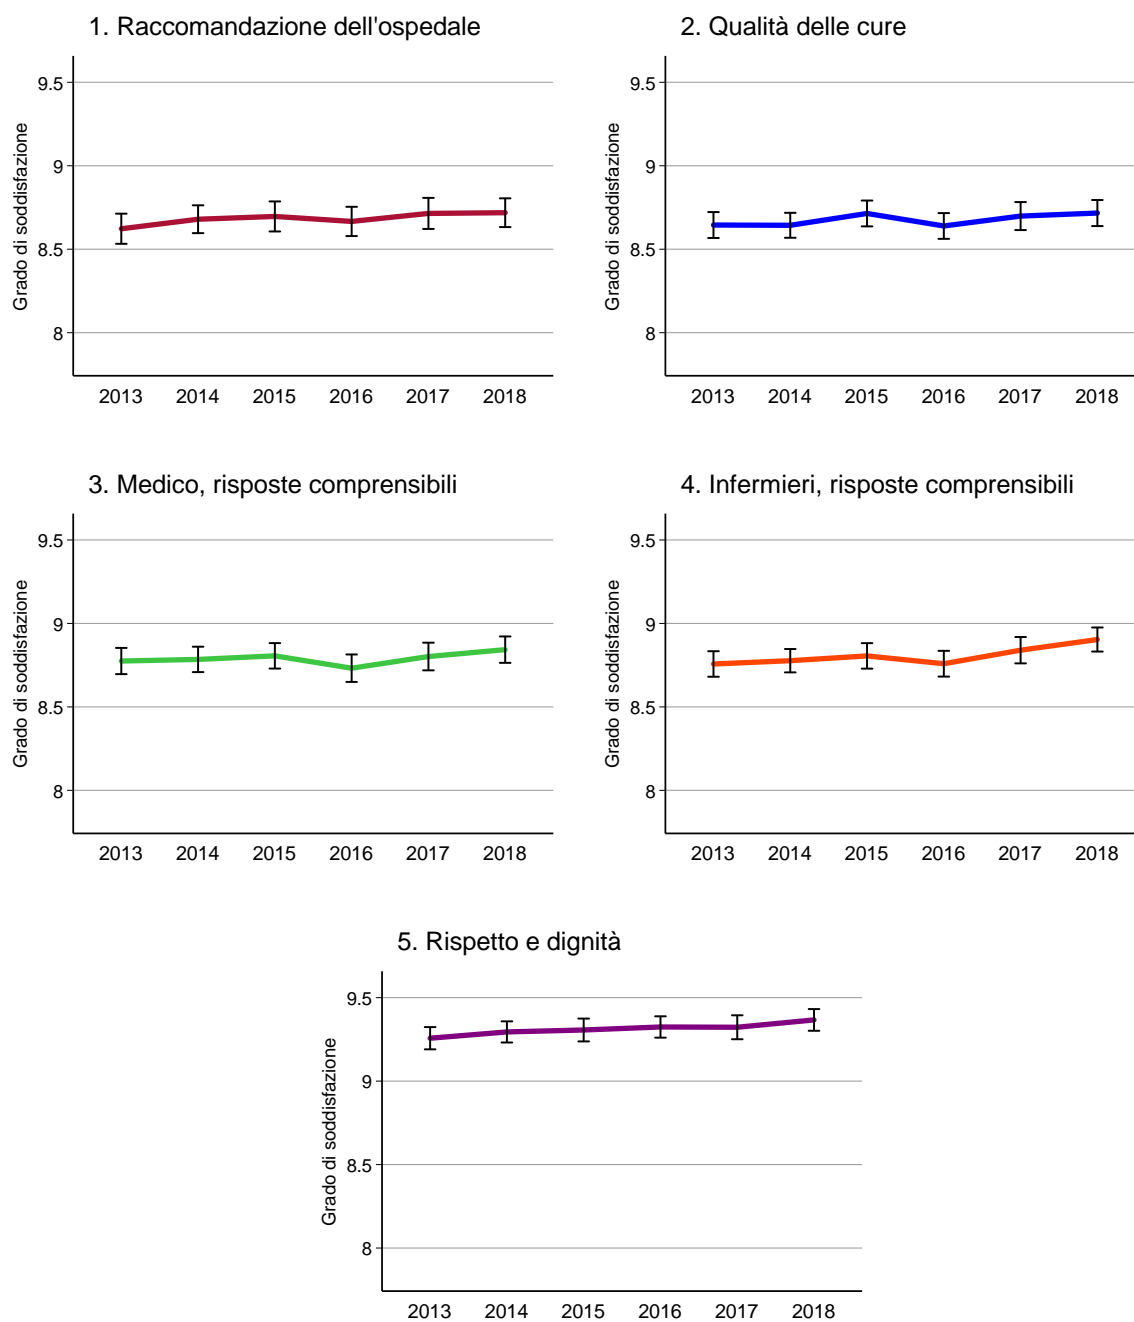 1. Raccomandazione dell'ospedale
Grado di soddisfazione
9.5
9
8.5
8
2013 2014 2015 2016 2017 2018
2. Qualità delle cure
Grado di soddisfazione
9.5
9
8.5
8
2013 2014 2015 2016 2017 2018
3. Medico, risposte comprensibili
Grado di soddisfazione
9.5
9
8.5
8
2013 2014 2015 2016 2017 2018
4. Infermieri, risposte comprensibili
Grado di soddisfazione
9.5
9
8.5
8
2013 2014 2015 2016 2017 2018
5. Rispetto e dignità
Grado di soddisfazione
9.5
9
8.5
8
2013 2014 2015 2016 2017 2018